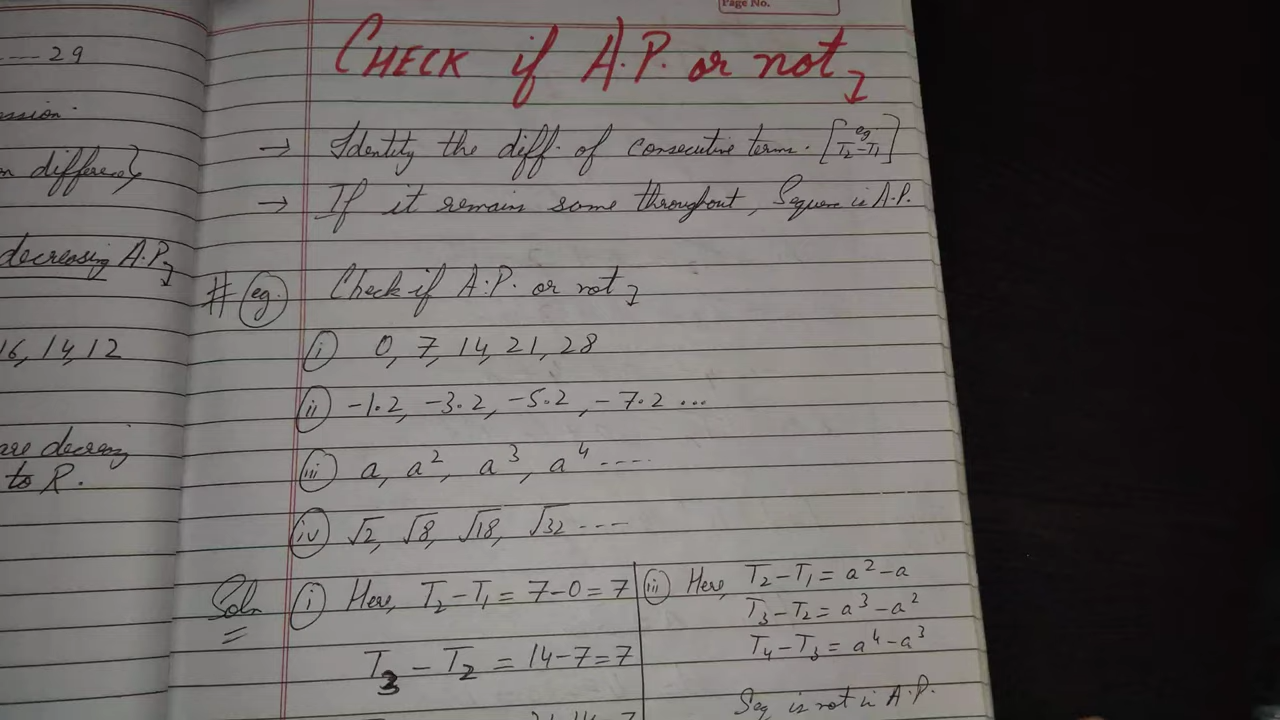 Page No.
--- 29
ssion
n differenc}
decreasing A.P.
16, 14, 12
are decreing
to R.
CHECK if A.P. or not
→ Identity the diff. of consecutive terms. [eg T₂-T₁]
→ If it remains same throughout, Sequence is A.P.
# eg. Check if A.P. or not
(i) 0, 7, 14, 21, 28
(ii) -1.2, -3.2, -5.2, -7.2 ...
(iii) a, a², a³, a⁴ ----
(iv) √2, √8, √18, √32 ----
Soln (i) Here, T₂-T₁ = 7-0 = 7
T₃ - T₂ = 14-7 = 7
(iii) Here, T₂-T₁ = a²-a
T₃-T₂ = a³-a²
T₄-T₃ = a⁴-a³
Seq is not in A.P.